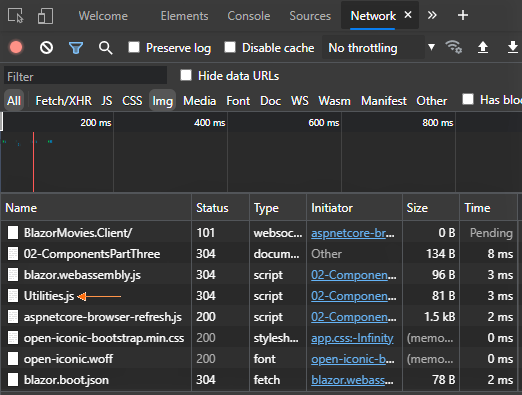 Welcome Elements Console Sources Network
Preserve log Disable cache No throttling
Filter Hide data URLs
All Fetch/XHR JS CSS Img Media Font Doc WS Wasm Manifest Other Has bloc
200 ms 400 ms 600 ms 800 ms
Name Status Type Initiator Size Time
BlazorMovies.Client/ 101 websoc... aspnetcore-br... 0 B Pending
02-ComponentsPartThree 304 docum... Other 134 B 8 ms
blazor.webassembly.js 304 script 02-Componen... 96 B 3 ms
Utilities.js 304 script 02-Componen... 81 B 3 ms
aspnetcore-browser-refresh.js 200 script 02-Componen... 1.5 kB 2 ms
open-iconic-bootstrap.min.css 200 stylesh... app.css:-Infinity (memo... 0 ms
open-iconic.woff 200 font open-iconic-b... (memo... 0 ms
blazor.boot.json 304 fetch blazor.webass... 78 B 2 ms